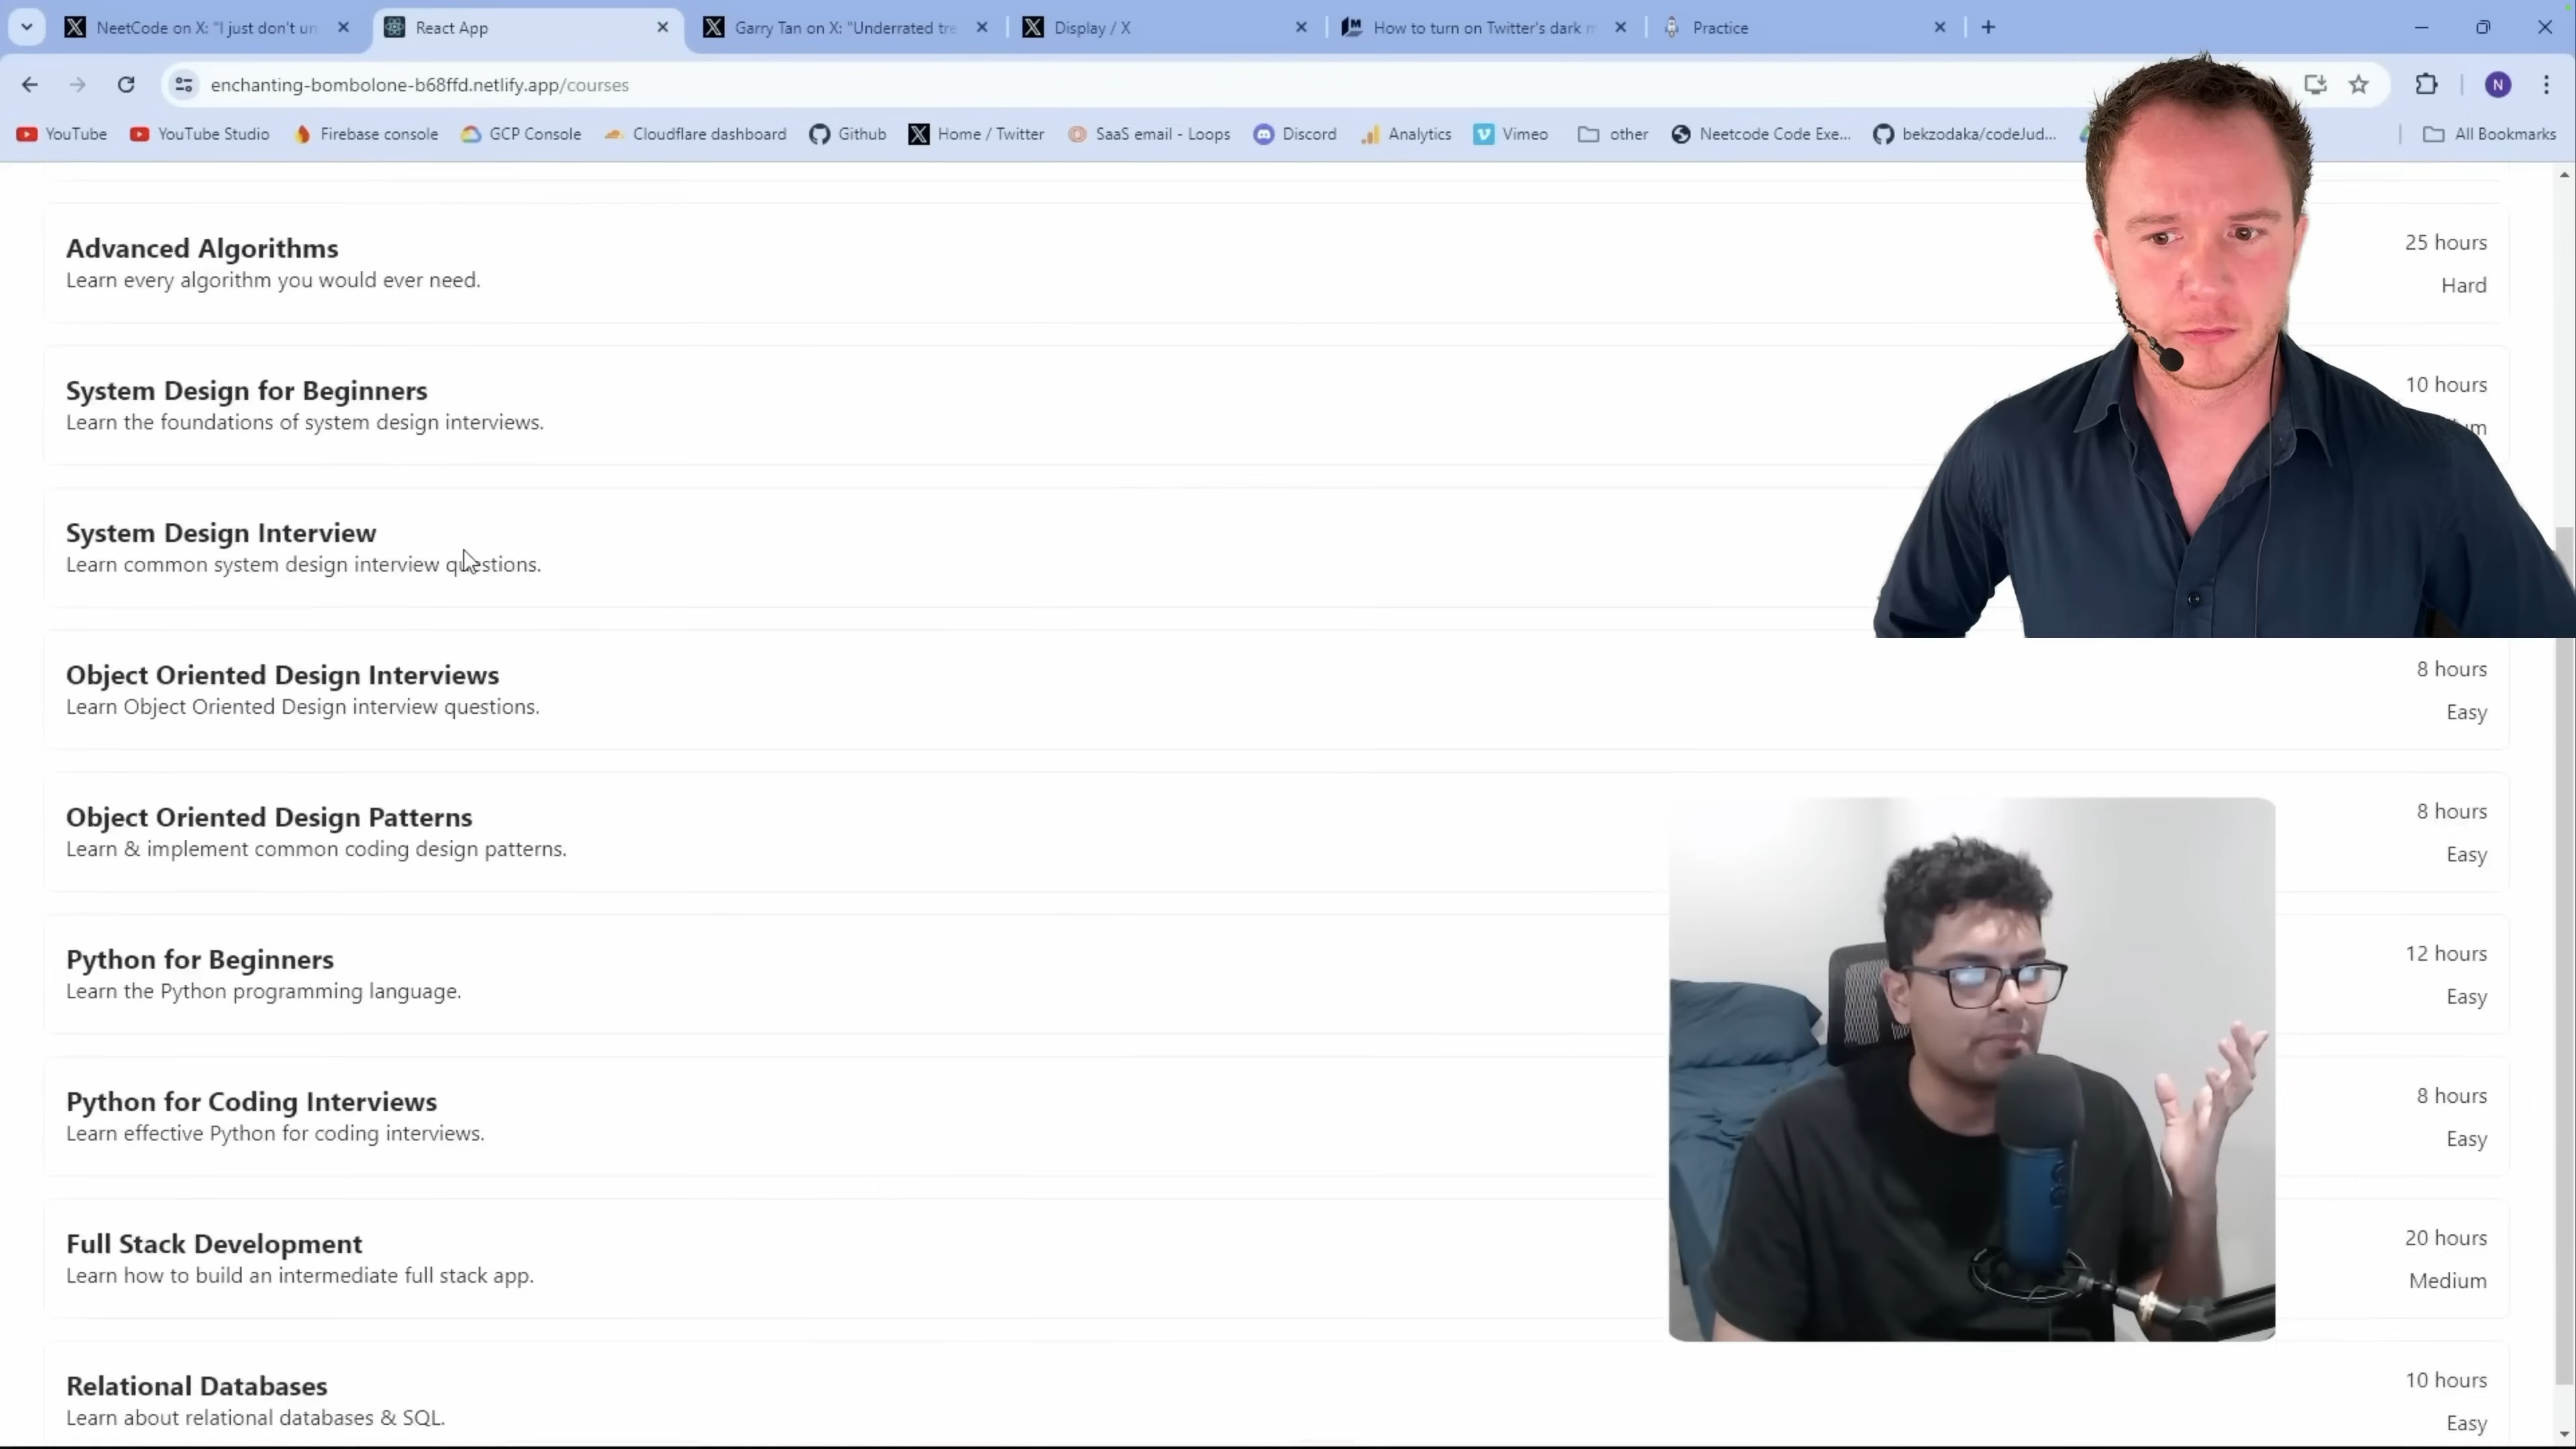 NeetCode on X: "I just don't un
React App
Garry Tan on X: "Underrated tre
Display / X
How to turn on Twitter's dark m
Practice
enchanting-bombolone-b68ffd.netlify.app/courses
N
YouTube
YouTube Studio
Firebase console
GCP Console
Cloudflare dashboard
Github
Home / Twitter
SaaS email - Loops
Discord
Analytics
Vimeo
other
Neetcode Code Exe...
bekzodaka/codeJud...
All Bookmarks
Advanced Algorithms
Learn every algorithm you would ever need.
25 hours
Hard
System Design for Beginners
Learn the foundations of system design interviews.
10 hours
um
System Design Interview
Learn common system design interview questions.
Object Oriented Design Interviews
Learn Object Oriented Design interview questions.
8 hours
Easy
Object Oriented Design Patterns
Learn & implement common coding design patterns.
8 hours
Easy
Python for Beginners
Learn the Python programming language.
12 hours
Easy
Python for Coding Interviews
Learn effective Python for coding interviews.
8 hours
Easy
Full Stack Development
Learn how to build an intermediate full stack app.
20 hours
Medium
Relational Databases
Learn about relational databases & SQL.
10 hours
Easy